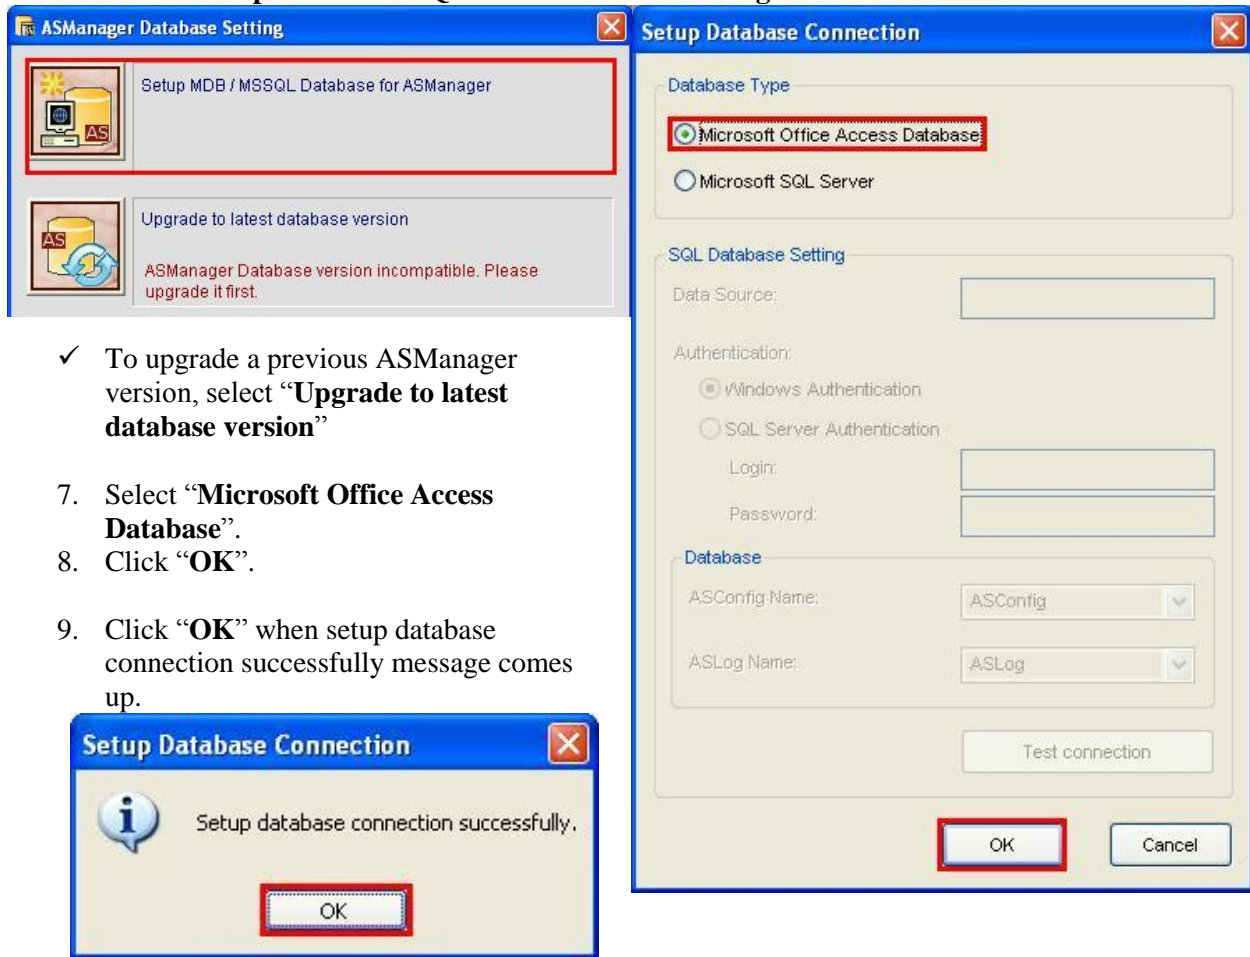 ASManager Database Setting
Setup MDB / MSSQL Database for ASManager
AS
Upgrade to latest database version
AS
ASManager Database version incompatible. Please
upgrade it first.
✓ To upgrade a previous ASManager
version, select “Upgrade to latest
database version”
7. Select “Microsoft Office Access
Database”.
8. Click “OK”.
9. Click “OK” when setup database
connection successfully message comes
up.
Setup Database Connection
Setup database connection successfully.
OK
Setup Database Connection
Database Type
Microsoft Office Access Database
Microsoft SQL Server
SQL Database Setting
Data Source:
Authentication:
Windows Authentication
SQL Server Authentication
Login:
Password:
Database
ASConfig Name:
ASConfig
ASLog Name:
ASLog
Test connection
OK
Cancel